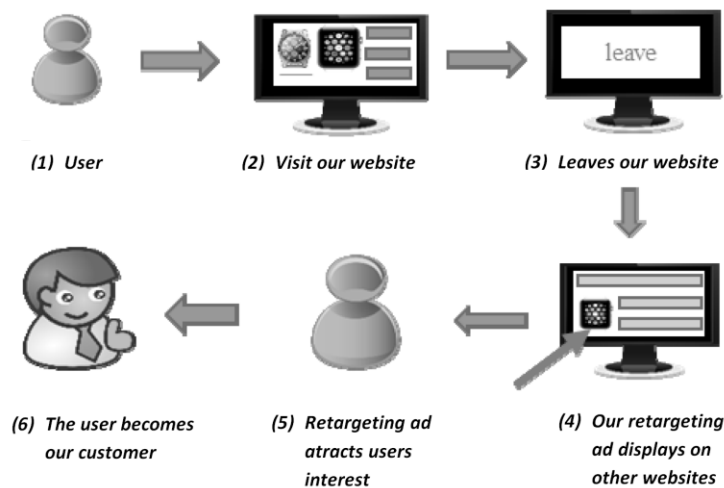 leave
(1) User
(2) Visit our website
(3) Leaves our website
(6) The user becomes
our customer
(5) Retargeting ad
atracts users
interest
(4) Our retargeting
ad displays on
other websites